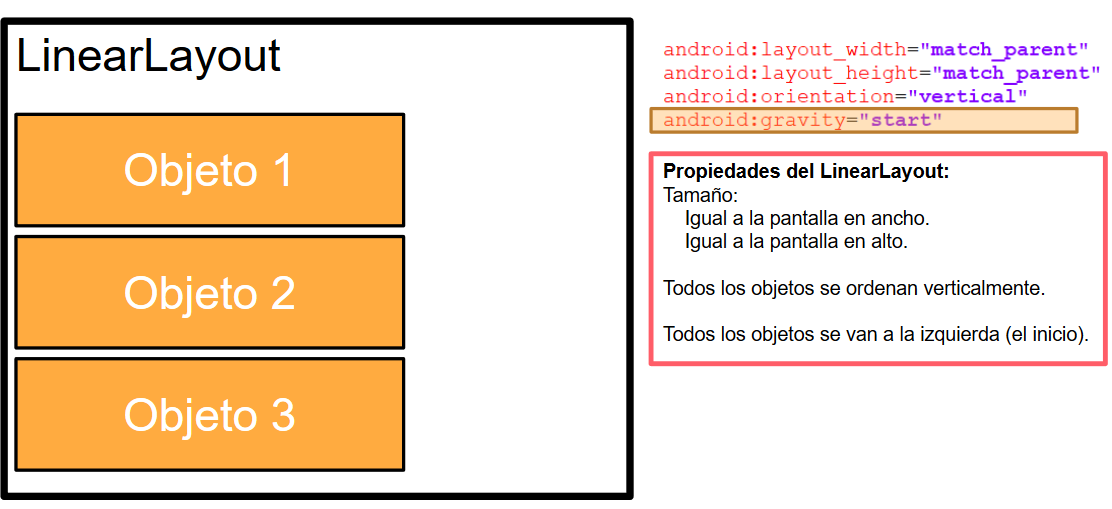 LinearLayout
Objeto 1
Objeto 2
Objeto 3
android:layout_width="match_parent"
android:layout_height="match_parent"
android:orientation="vertical"
android:gravity="start"
Propiedades del LinearLayout:
Tamaño:
Igual a la pantalla en ancho.
Igual a la pantalla en alto.
Todos los objetos se ordenan verticalmente.
Todos los objetos se van a la izquierda (el inicio).